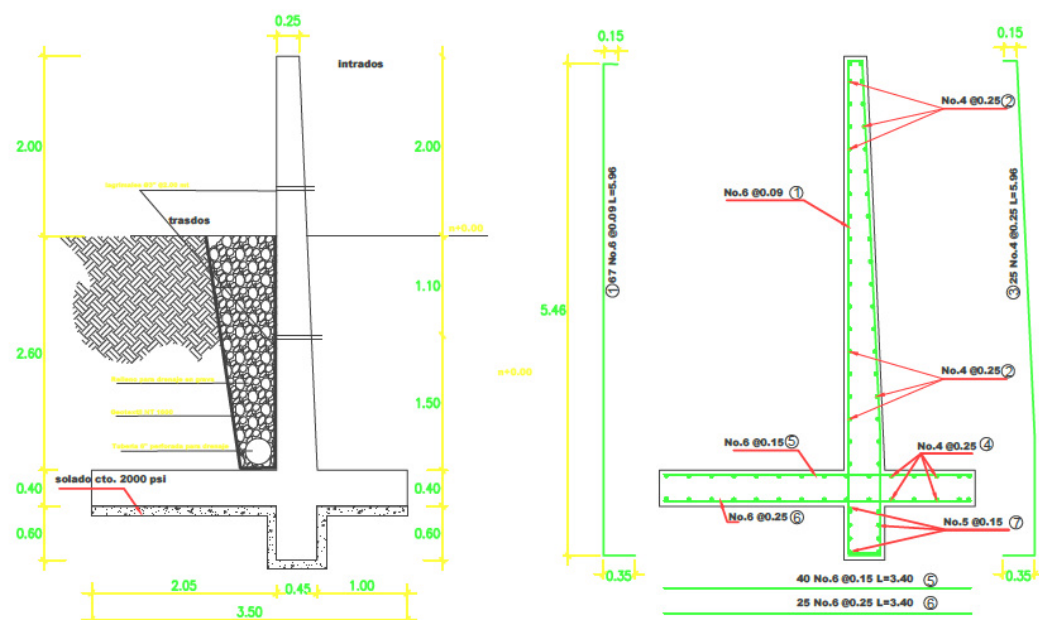 0.25
intrados
2.00
2.00
trasdos
n+0.00
1.10
2.60
n+0.00
1.50
0.40
solado cto. 2000 psi
0.40
0.60
0.60
2.05
0.45
1.00
3.50
0.15
0.15
No.4 @0.25 ②
No.6 @0.09 ①
① 67 No.6 @0.09 L=5.96
③ 25 No.4 @0.25 L=5.96
5.46
No.4 @0.25 ②
No.6 @0.15 ⑤
No.4 @0.25 ④
No.6 @0.25 ⑥
No.5 @0.15 ⑦
0.35
0.35
40 No.6 @0.15 L=3.40 ⑤
25 No.6 @0.25 L=3.40 ⑥